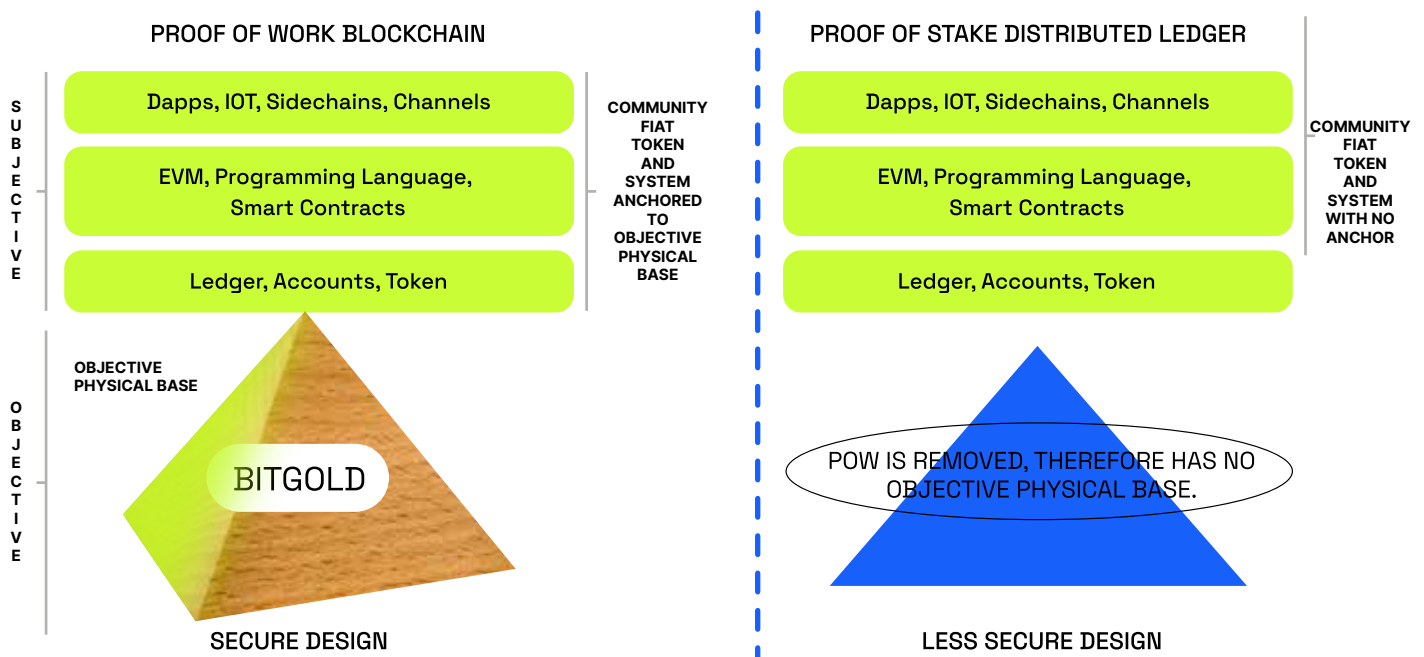 PROOF OF WORK BLOCKCHAIN
SUBJECTIVE
Dapps, IOT, Sidechains, Channels
EVM, Programming Language,
Smart Contracts
Ledger, Accounts, Token
COMMUNITY
FIAT
TOKEN
AND
SYSTEM
ANCHORED
TO
OBJECTIVE
PHYSICAL
BASE
OBJECTIVE
OBJECTIVE
PHYSICAL BASE
BITGOLD
SECURE DESIGN
PROOF OF STAKE DISTRIBUTED LEDGER
Dapps, IOT, Sidechains, Channels
EVM, Programming Language,
Smart Contracts
Ledger, Accounts, Token
COMMUNITY
FIAT
TOKEN
AND
SYSTEM
WITH NO
ANCHOR
POW IS REMOVED, THEREFORE HAS NO
OBJECTIVE PHYSICAL BASE.
LESS SECURE DESIGN